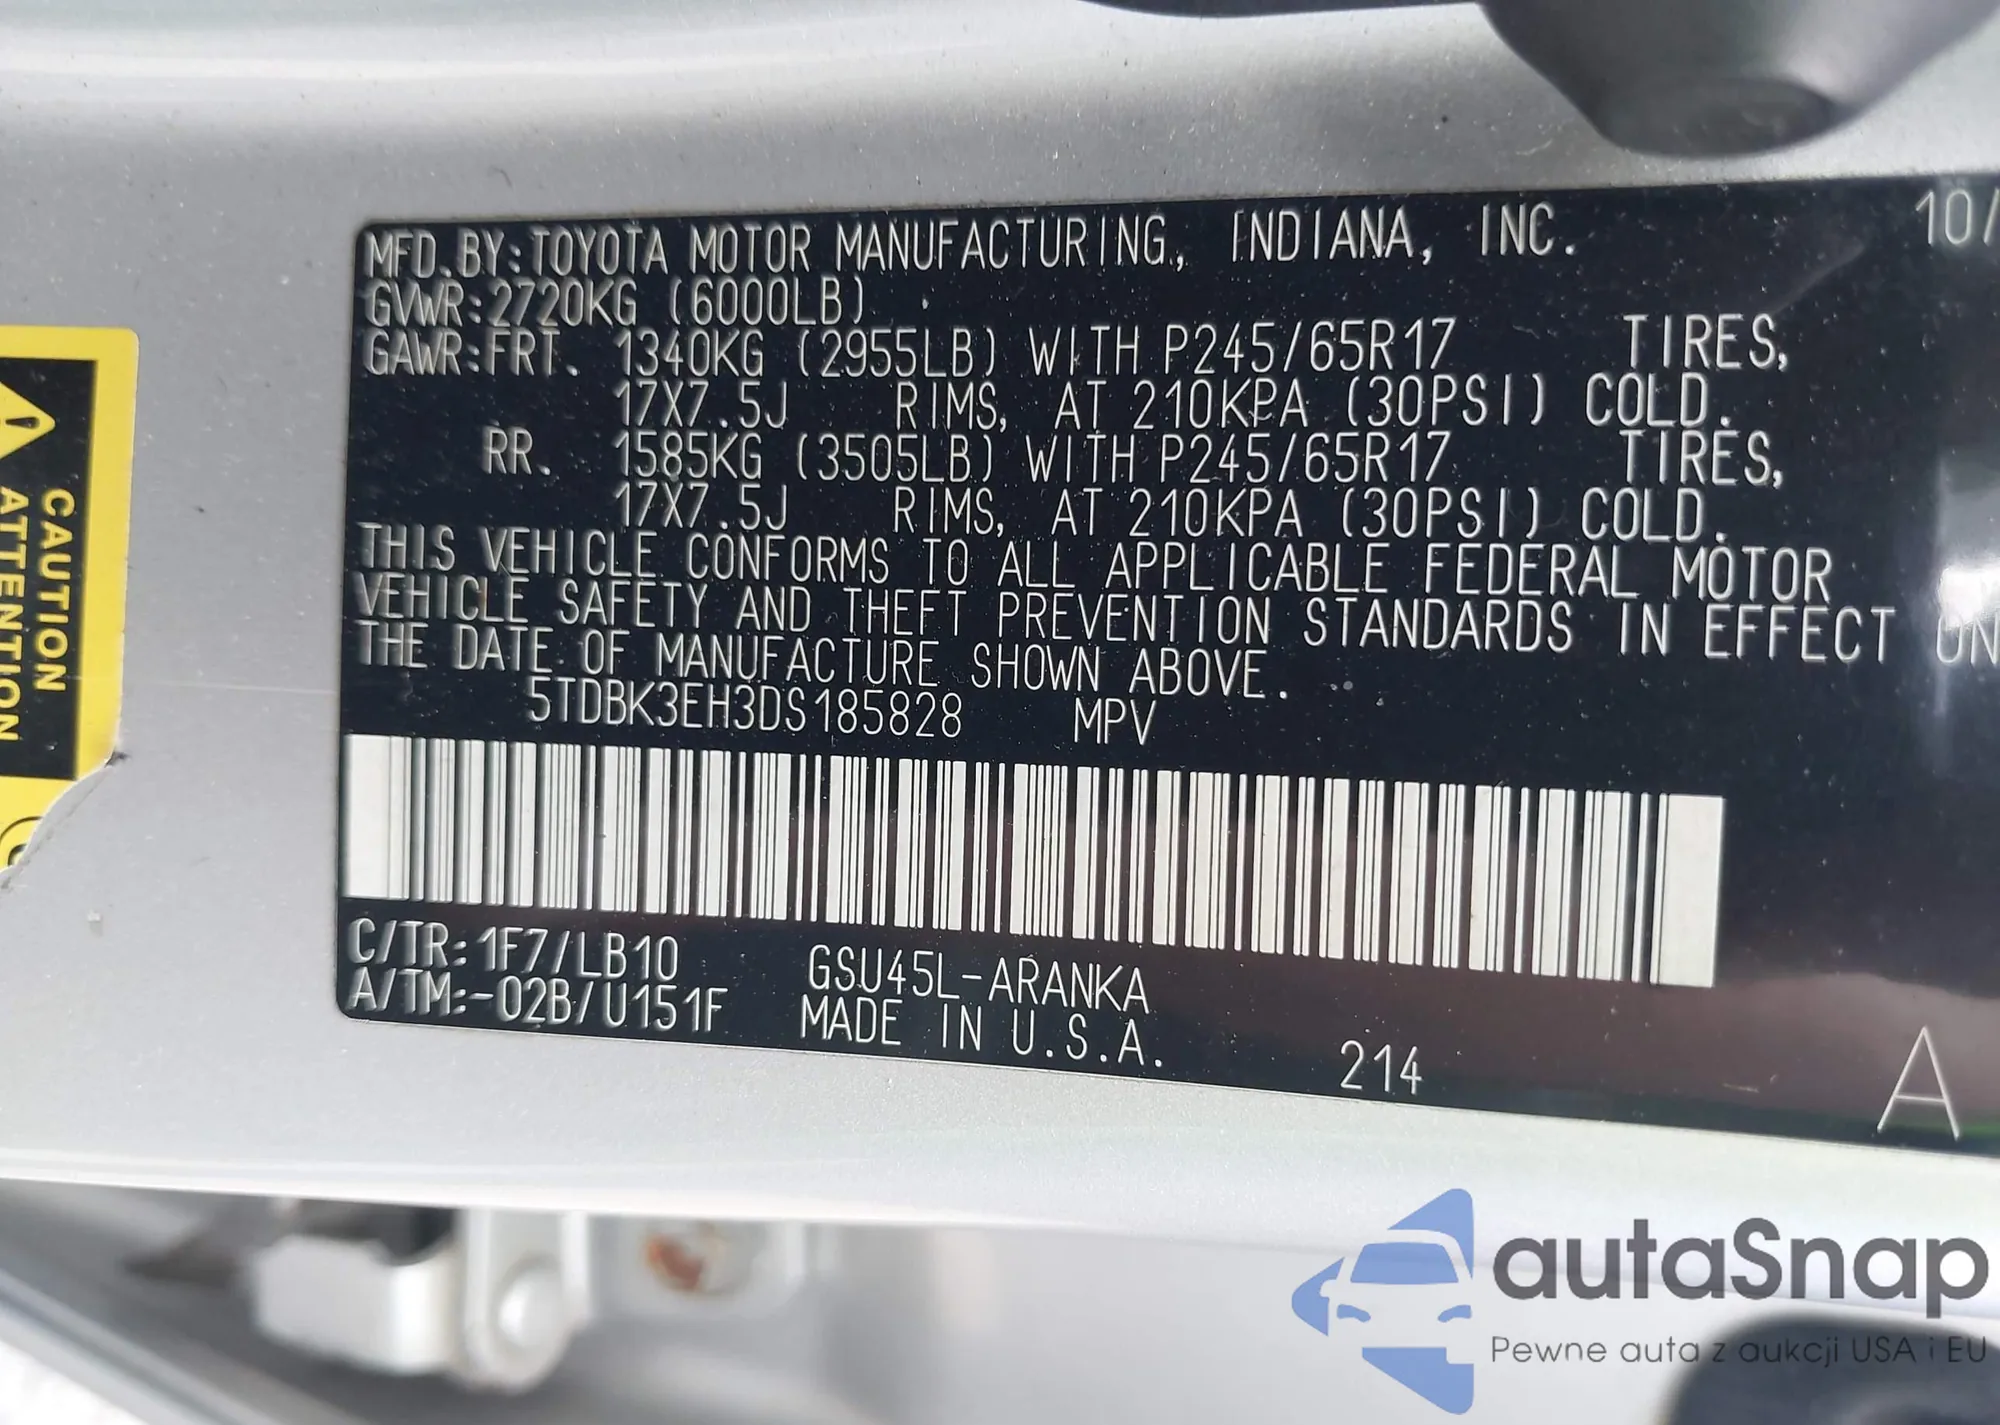 MFD.BY:TOYOTA MOTOR MANUFACTURING, INDIANA, INC. 10/
GVWR:2720KG (6000LB)
GAWR:FRT. 1340KG (2955LB) WITH P245/65R17 TIRES,
17X7.5J RIMS, AT 210KPA (30PSI) COLD.
RR. 1585KG (3505LB) WITH P245/65R17 TIRES,
17X7.5J RIMS, AT 210KPA (30PSI) COLD.
THIS VEHICLE CONFORMS TO ALL APPLICABLE FEDERAL MOTOR
VEHICLE SAFETY AND THEFT PREVENTION STANDARDS IN EFFECT ON
THE DATE OF MANUFACTURE SHOWN ABOVE.
5TDBK3EH3DS185828 MPV
C/TR:1F7/LB10 GSU45L-ARANKA
A/TM:-02B/U151F MADE IN U.S.A. 214 A
CAUTION
ATTENTION
autaSnap
Pewne auta z aukcji USA i EU